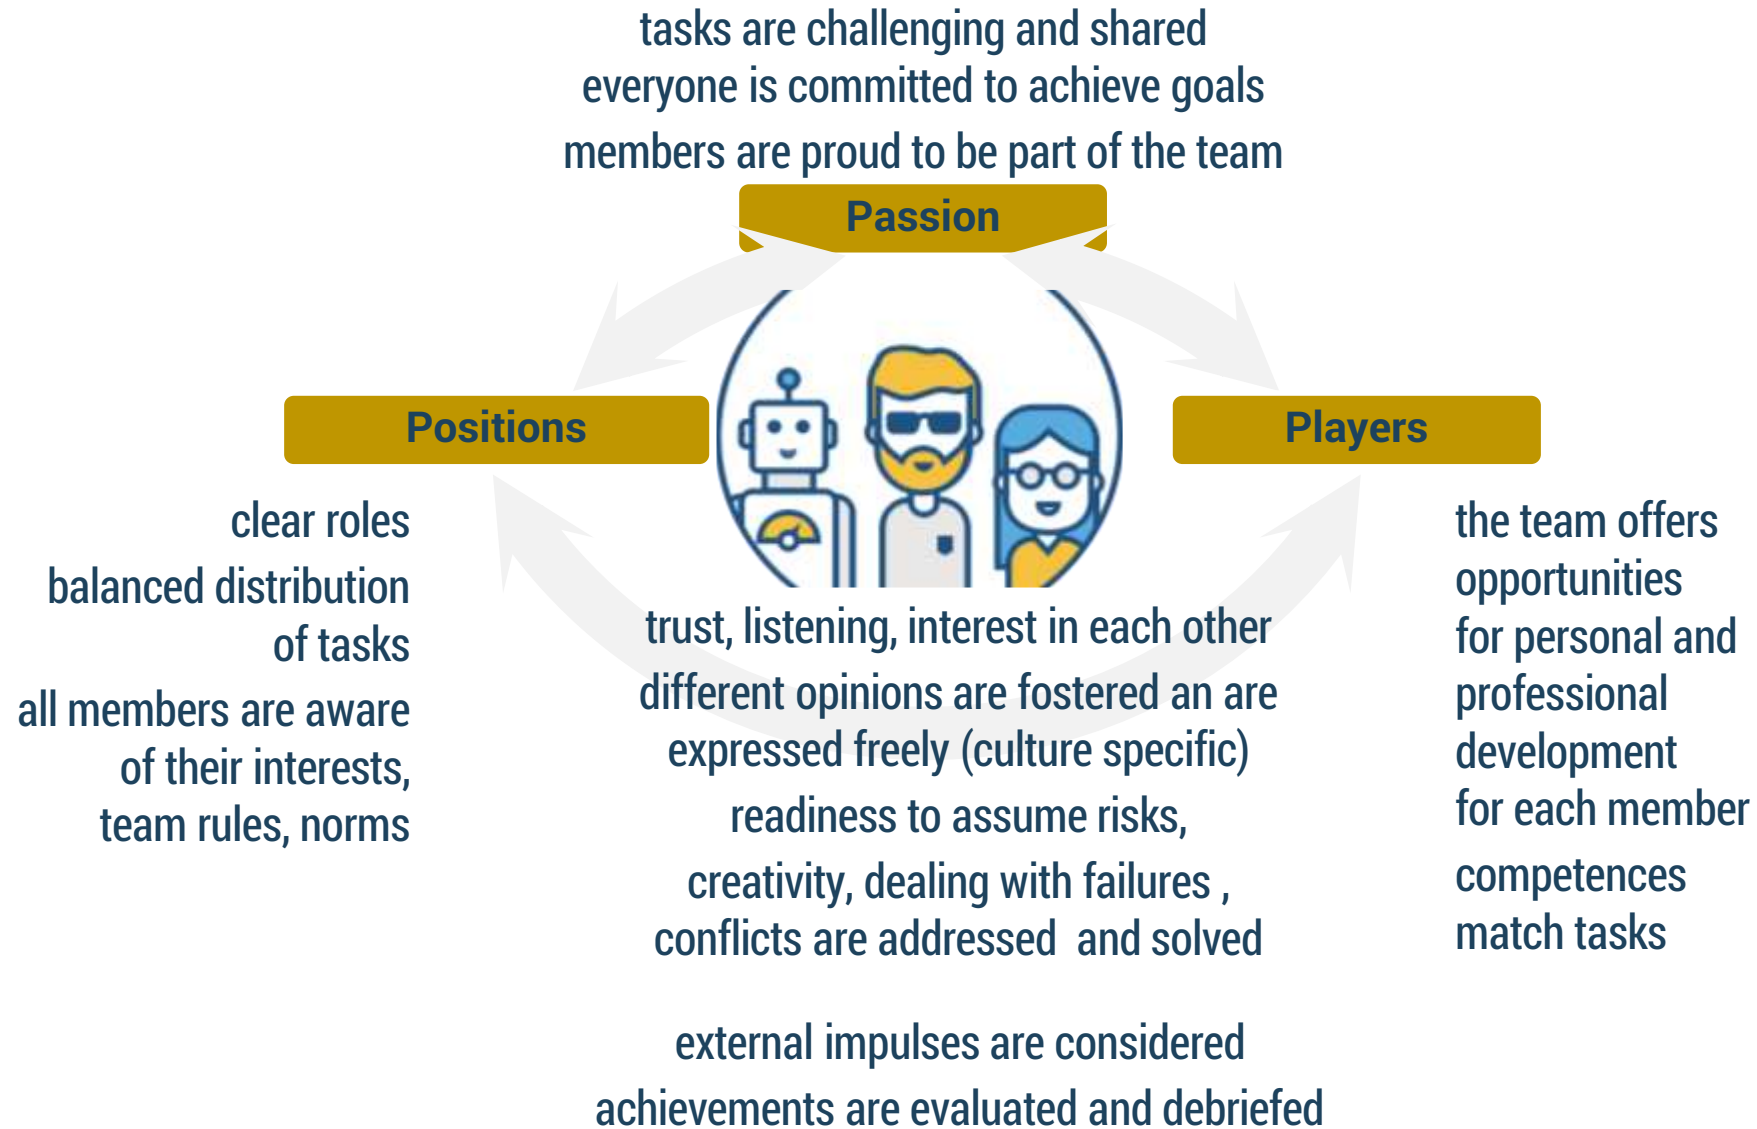 tasks are challenging and shared
everyone is committed to achieve goals
members are proud to be part of the team
Passion
Positions
Players
clear roles
balanced distribution
of tasks
all members are aware
of their interests,
team rules, norms
trust, listening, interest in each other
different opinions are fostered an are
expressed freely (culture specific)
readiness to assume risks,
creativity, dealing with failures ,
conflicts are addressed  and solved
external impulses are considered
achievements are evaluated and debriefed
the team offers
opportunities
for personal and
professional
development
for each member
competences
match tasks